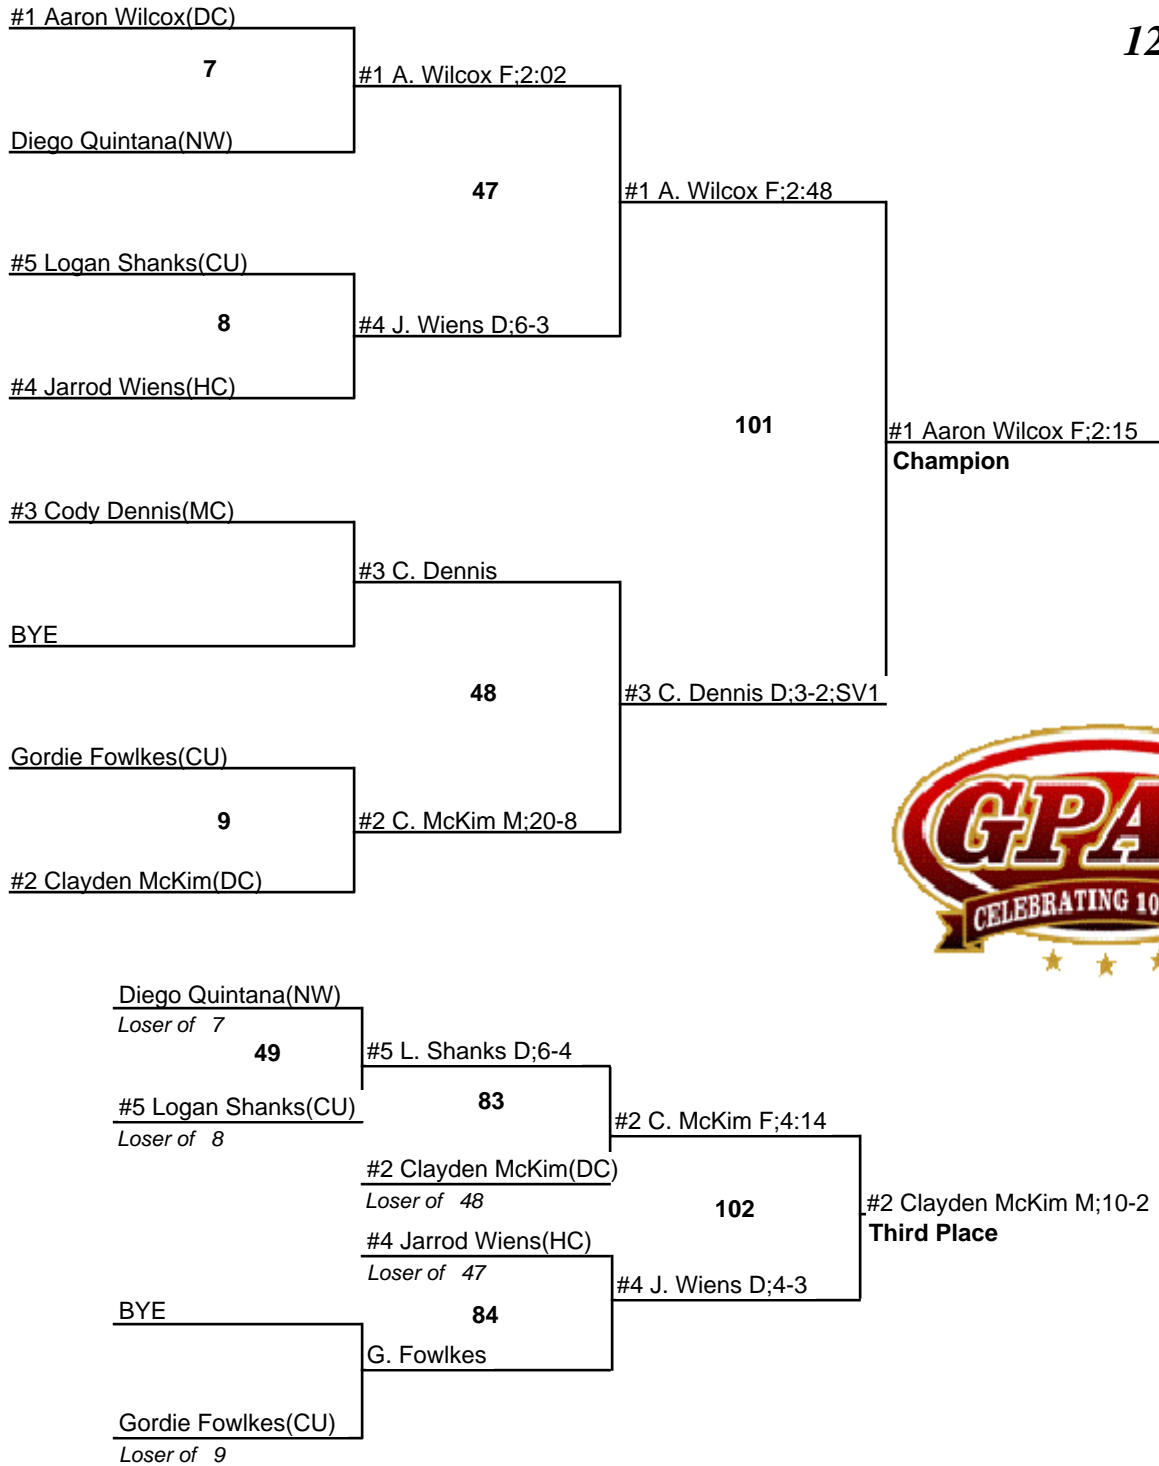 #1 Aaron Wilcox(DC)
12
7
#1 A. Wilcox F;2:02
Diego Quintana(NW)
47
#1 A. Wilcox F;2:48
#5 Logan Shanks(CU)
8
#4 J. Wiens D;6-3
#4 Jarrod Wiens(HC)
101
#1 Aaron Wilcox F;2:15
Champion
#3 Cody Dennis(MC)
#3 C. Dennis
BYE
48
#3 C. Dennis D;3-2;SV1
Gordie Fowlkes(CU)
9
#2 C. McKim M;20-8
#2 Clayden McKim(DC)
GPA
CELEBRATING 10
Diego Quintana(NW)
Loser of 7
49
#5 L. Shanks D;6-4
#5 Logan Shanks(CU)
Loser of 8
83
#2 C. McKim F;4:14
#2 Clayden McKim(DC)
Loser of 48
102
#2 Clayden McKim M;10-2
Third Place
#4 Jarrod Wiens(HC)
Loser of 47
#4 J. Wiens D;4-3
BYE
84
G. Fowlkes
Gordie Fowlkes(CU)
Loser of 9